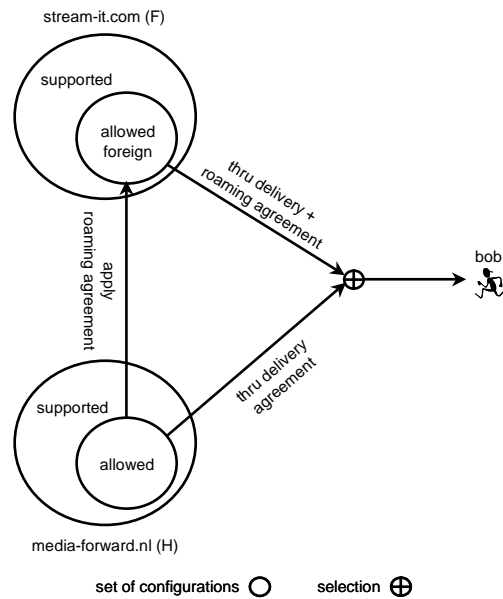 stream-it.com (F)
supported
allowed
foreign
thru delivery +
roaming agreement
bob
apply
roaming agreement
thru delivery
agreement
supported
allowed
media-forward.nl (H)
set of configurations
selection